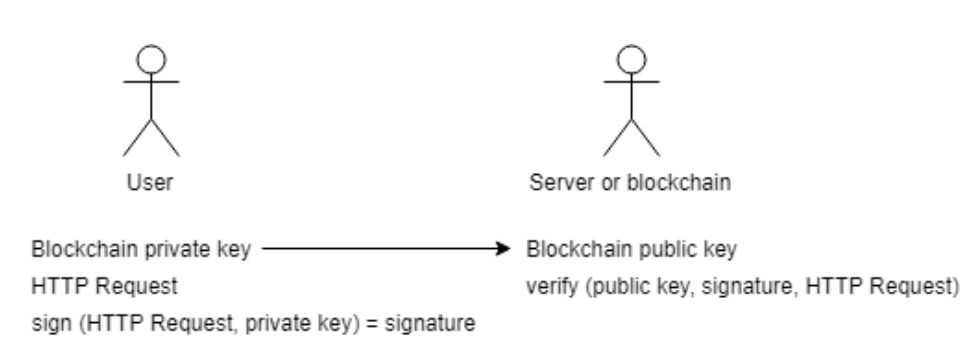 User
Server or blockchain
Blockchain private key
Blockchain public key
HTTP Request
verify (public key, signature, HTTP Request)
sign (HTTP Request, private key) = signature